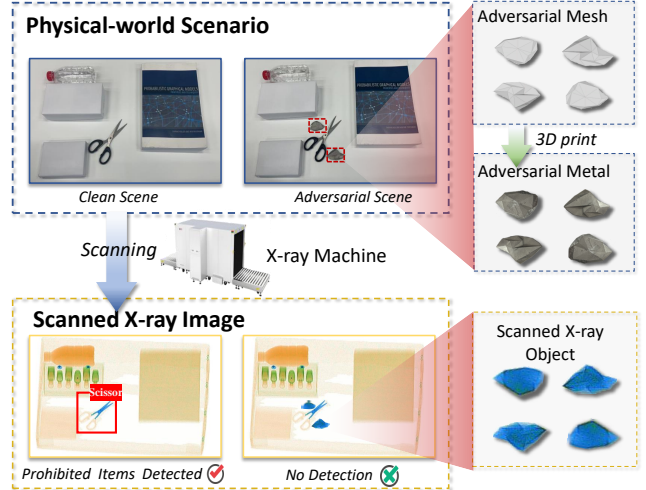 Physical-world Scenario
Clean Scene
Adversarial Scene
Adversarial Mesh
3D print
Adversarial Metal
Scanning
X-ray Machine
Scanned X-ray Image
Scissor
Prohibited Items Detected
No Detection
Scanned X-ray
Object